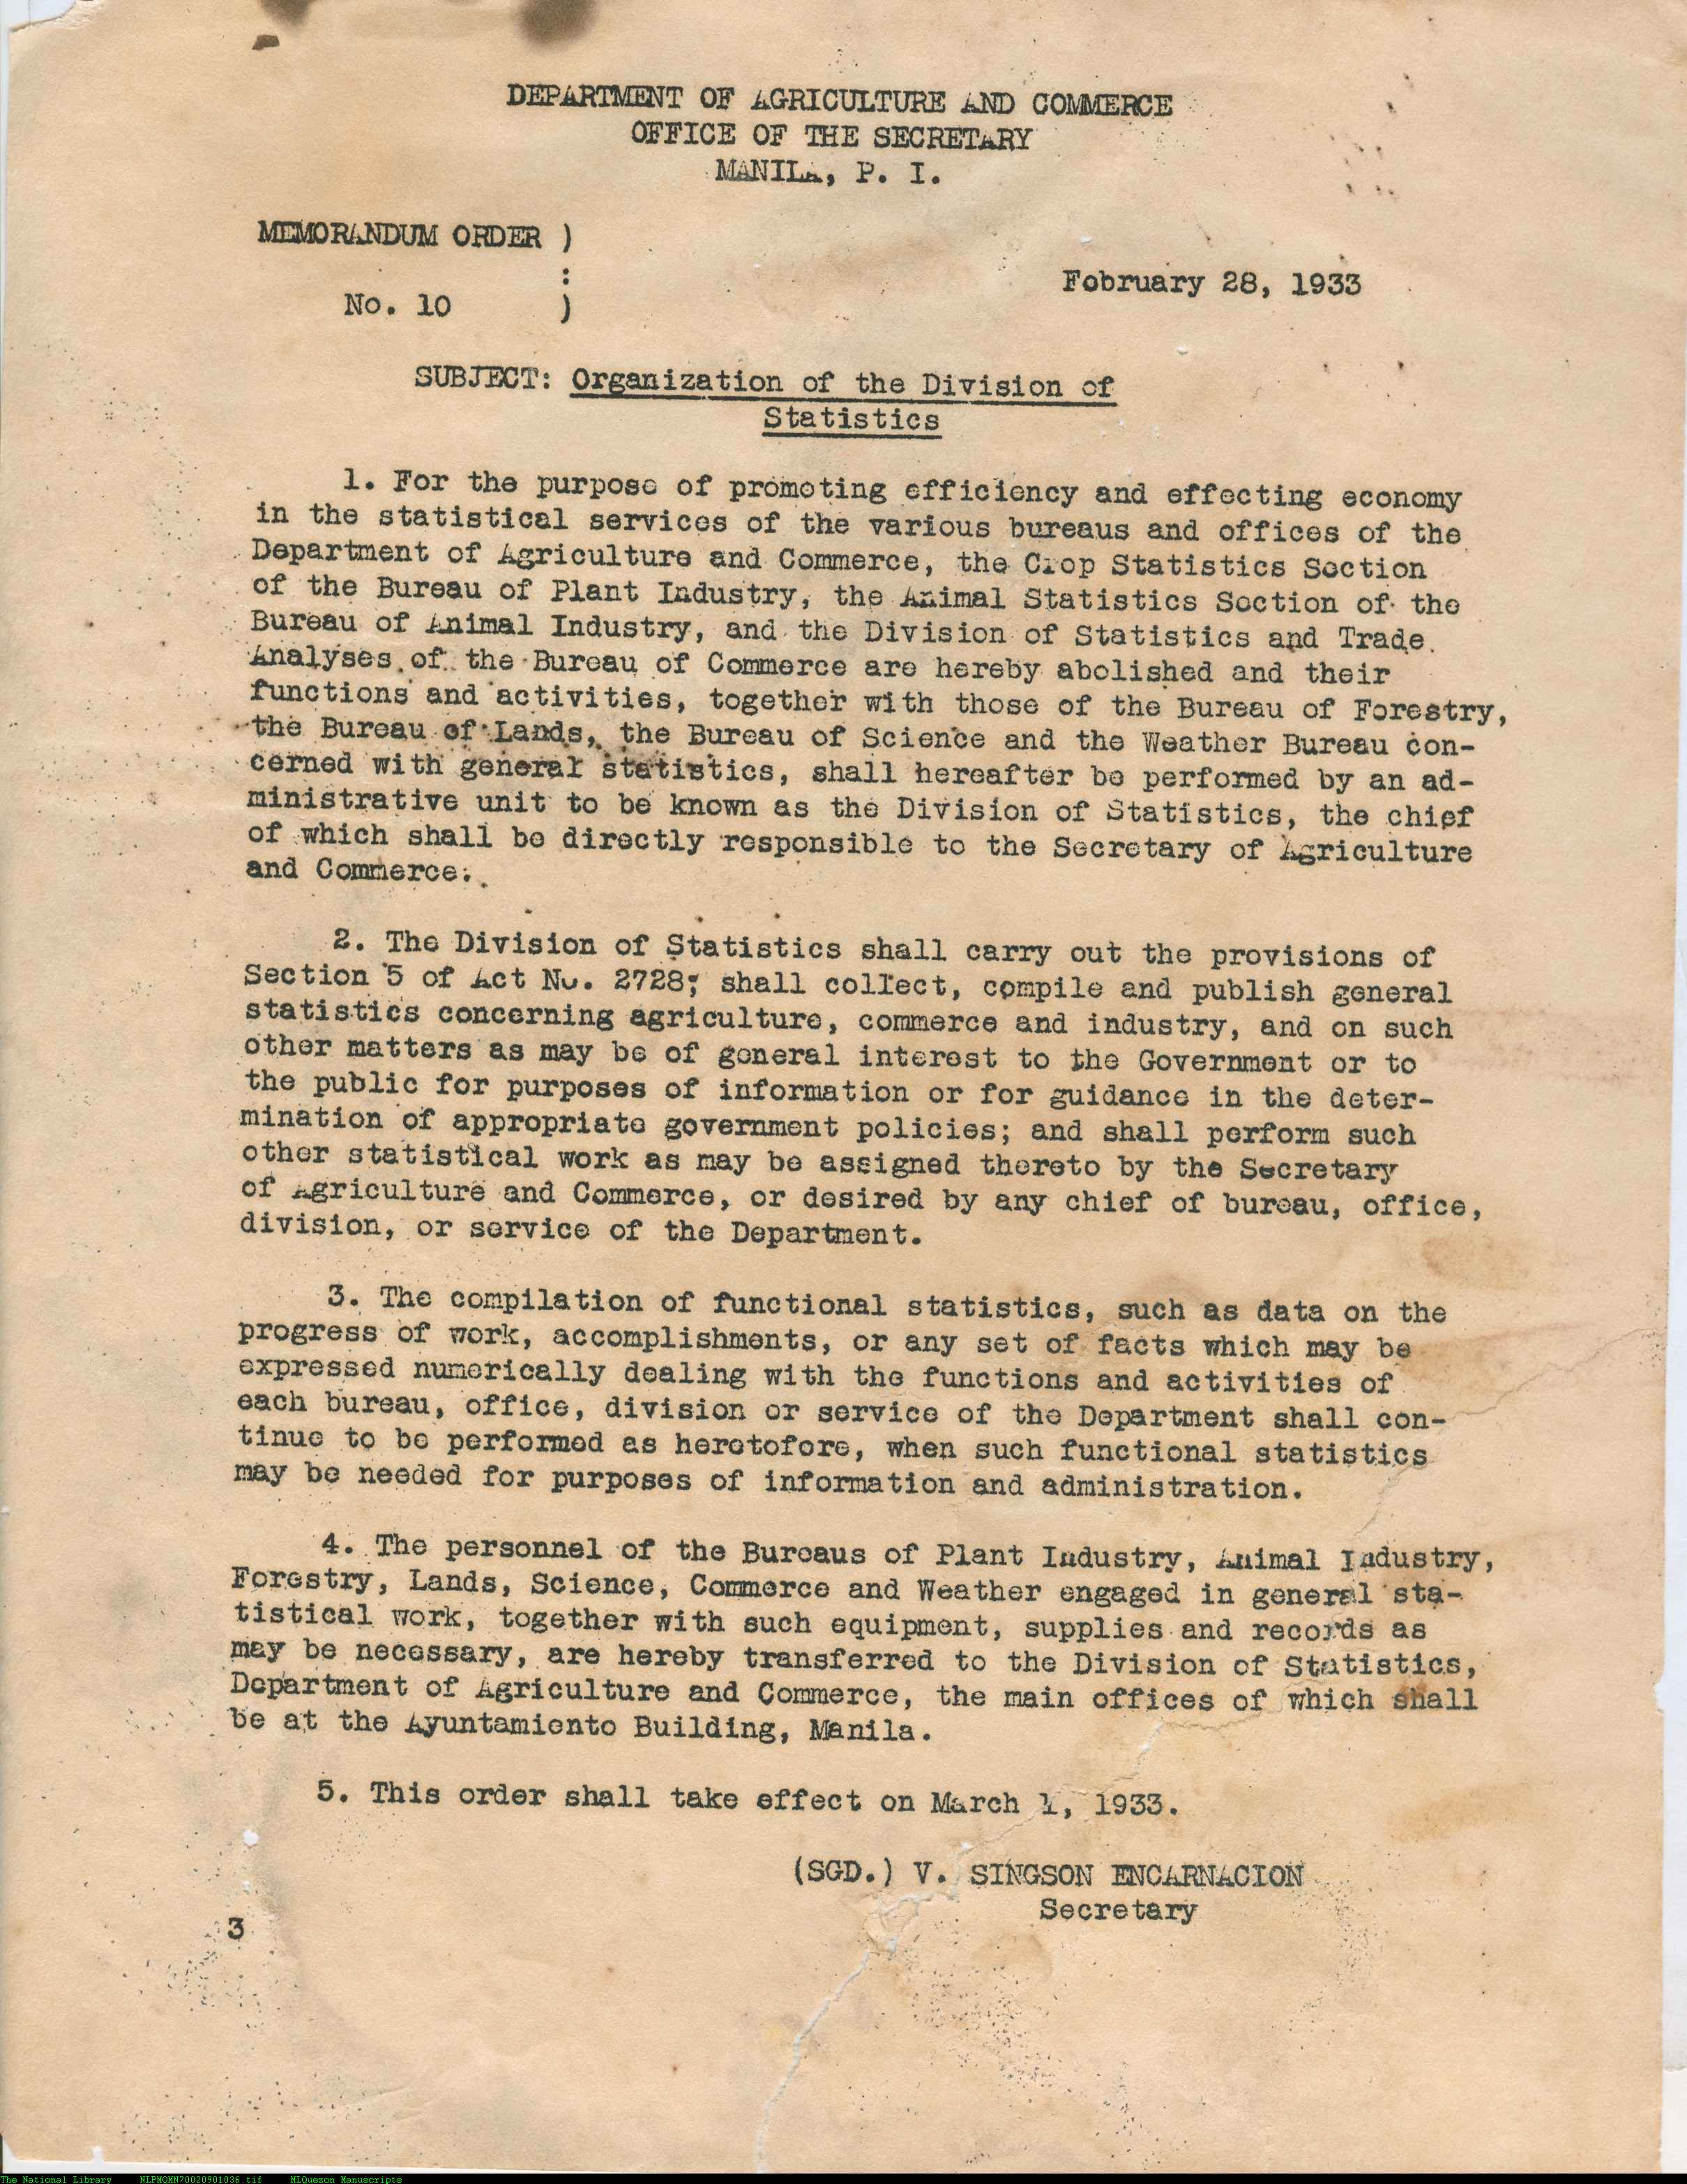 DEPARTMENT OF AGRICULTURE AND COMMERCE
OFFICE OF THE SECRETARY
MANILA, P. I.
MEMORANDUM ORDER )
:
No. 10 )
February 28, 1933
SUBJECT: Organization of the Division of
Statistics
1. For the purpose of promoting efficiency and effecting economy
in the statistical services of the various bureaus and offices of the
Department of Agriculture and Commerce, the Crop Statistics Section
of the Bureau of Plant Industry, the Animal Statistics Section of the
Bureau of Animal Industry, and the Division of Statistics and Trade
Analyses of the Bureau of Commerce are hereby abolished and their
functions and activities, together with those of the Bureau of Forestry,
the Bureau of Lands, the Bureau of Science and the Weather Bureau con-
cerned with general statistics, shall hereafter be performed by an ad-
ministrative unit to be known as the Division of Statistics, the chief
of which shall be directly responsible to the Secretary of Agriculture
and Commerce.
2. The Division of Statistics shall carry out the provisions of
Section 5 of Act No. 2728; shall collect, compile and publish general
statistics concerning agriculture, commerce and industry, and on such
other matters as may be of general interest to the Government or to
the public for purposes of information or for guidance in the deter-
mination of appropriate government policies; and shall perform such
other statistical work as may be assigned thereto by the Secretary
of Agriculture and Commerce, or desired by any chief of bureau, office,
division, or service of the Department.
3. The compilation of functional statistics, such as data on the
progress of work, accomplishments, or any set of facts which may be
expressed numerically dealing with the functions and activities of
each bureau, office, division or service of the Department shall con-
tinue to be performed as heretofore, when such functional statistics
may be needed for purposes of information and administration.
4. The personnel of the Bureaus of Plant Industry, Animal Industry,
Forestry, Lands, Science, Commerce and Weather engaged in general sta-
tistical work, together with such equipment, supplies and records as
may be necessary, are hereby transferred to the Division of Statistics,
Department of Agriculture and Commerce, the main offices of which shall
be at the Ayuntamiento Building, Manila.
5. This order shall take effect on March 1, 1933.
(SGD.) V. SINGSON ENCARNACION
Secretary
3
The National Library NLPMQMN70020901036.tif MLQuezon Manuscripts